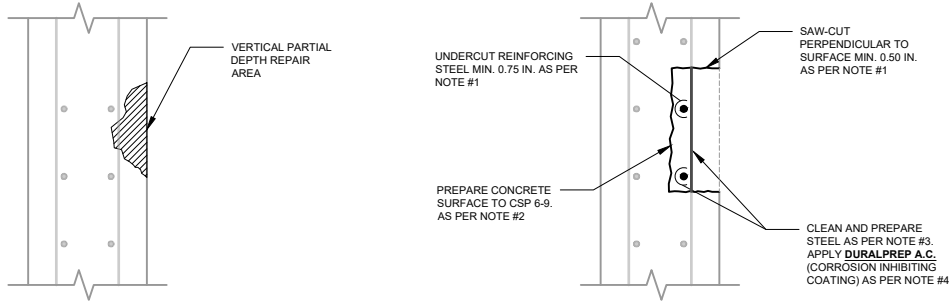 VERTICAL PARTIAL
DEPTH REPAIR
AREA
UNDERCUT REINFORCING
STEEL MIN. 0.75 IN. AS PER
NOTE #1
SAW-CUT
PERPENDICULAR TO
SURFACE MIN. 0.50 IN.
AS PER NOTE #1
PREPARE CONCRETE
SURFACE TO CSP 6-9.
AS PER NOTE #2
CLEAN AND PREPARE
STEEL AS PER NOTE #3.
APPLY DURALPREP A.C.
(CORROSION INHIBITING
COATING) AS PER NOTE #4